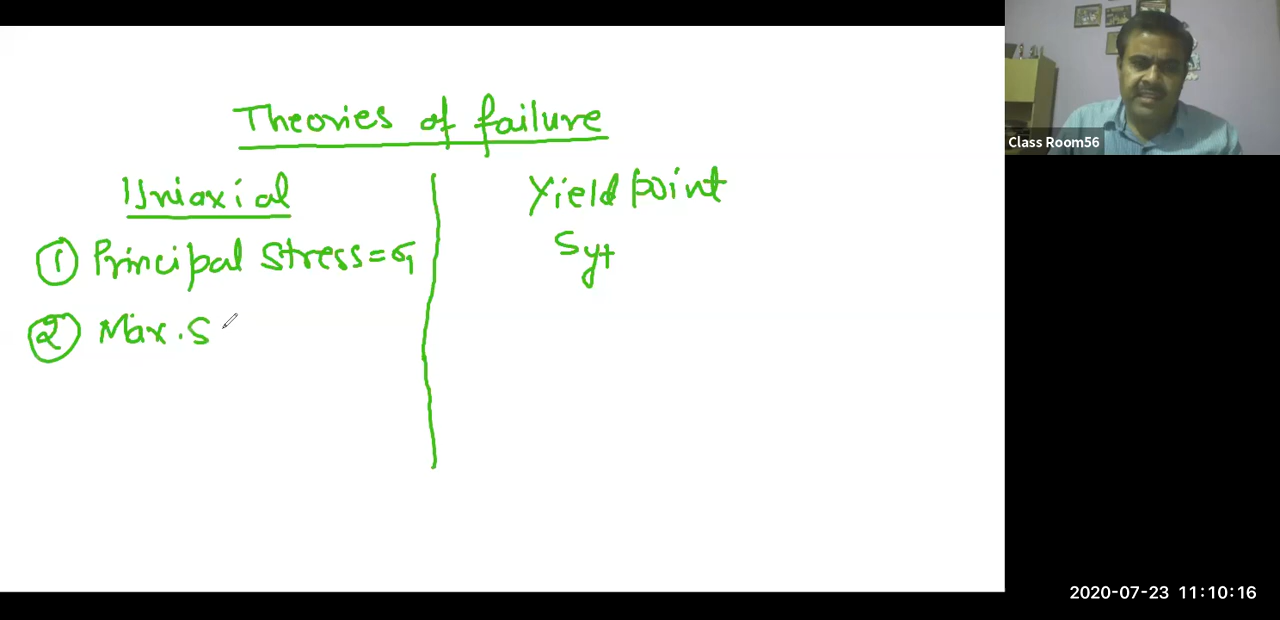 Theories of failure
Uniaxial
Yield point
① Principal stress = σ₁
Syt
② Max. S
Class Room56
2020-07-23 11:10:16